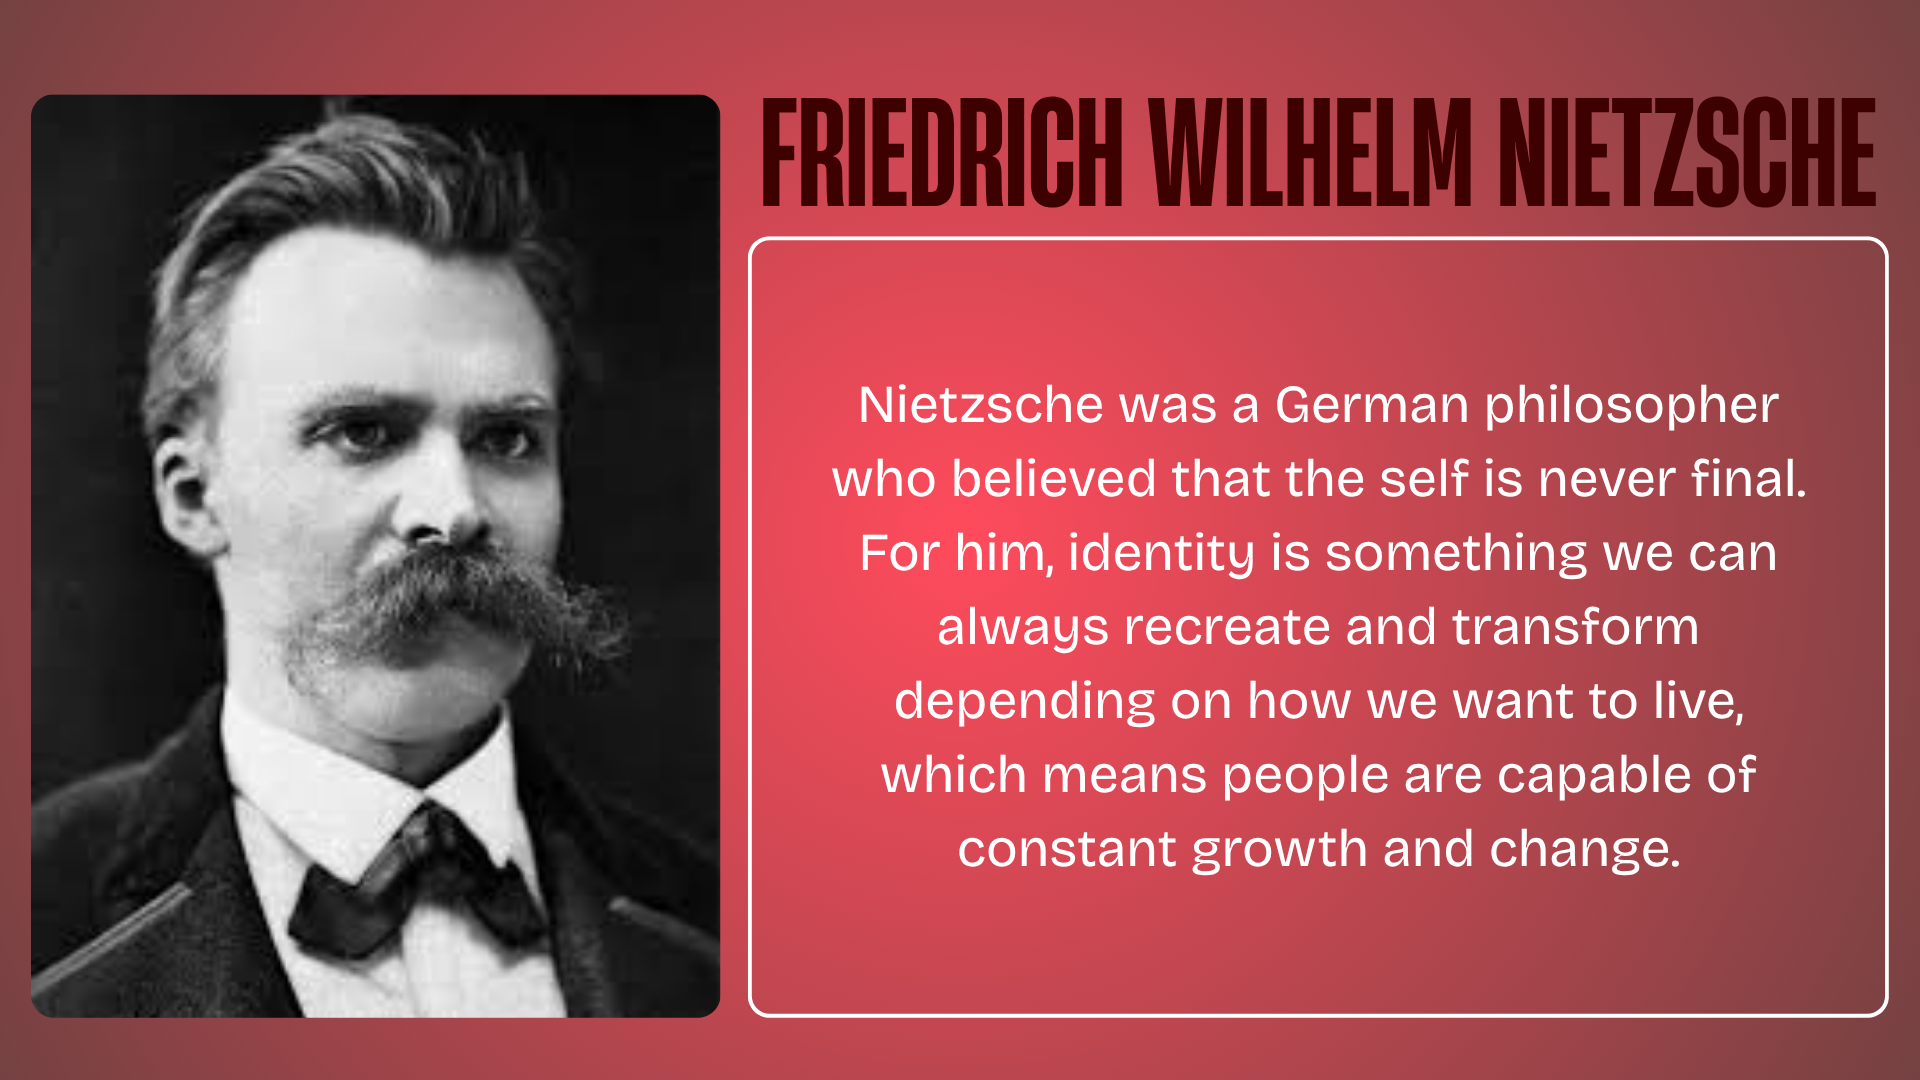 FRIEDRICH WILHELM NIETZSCHE
Nietzsche was a German philosopher
who believed that the self is never final.
For him, identity is something we can
always recreate and transform
depending on how we want to live,
which means people are capable of
constant growth and change.